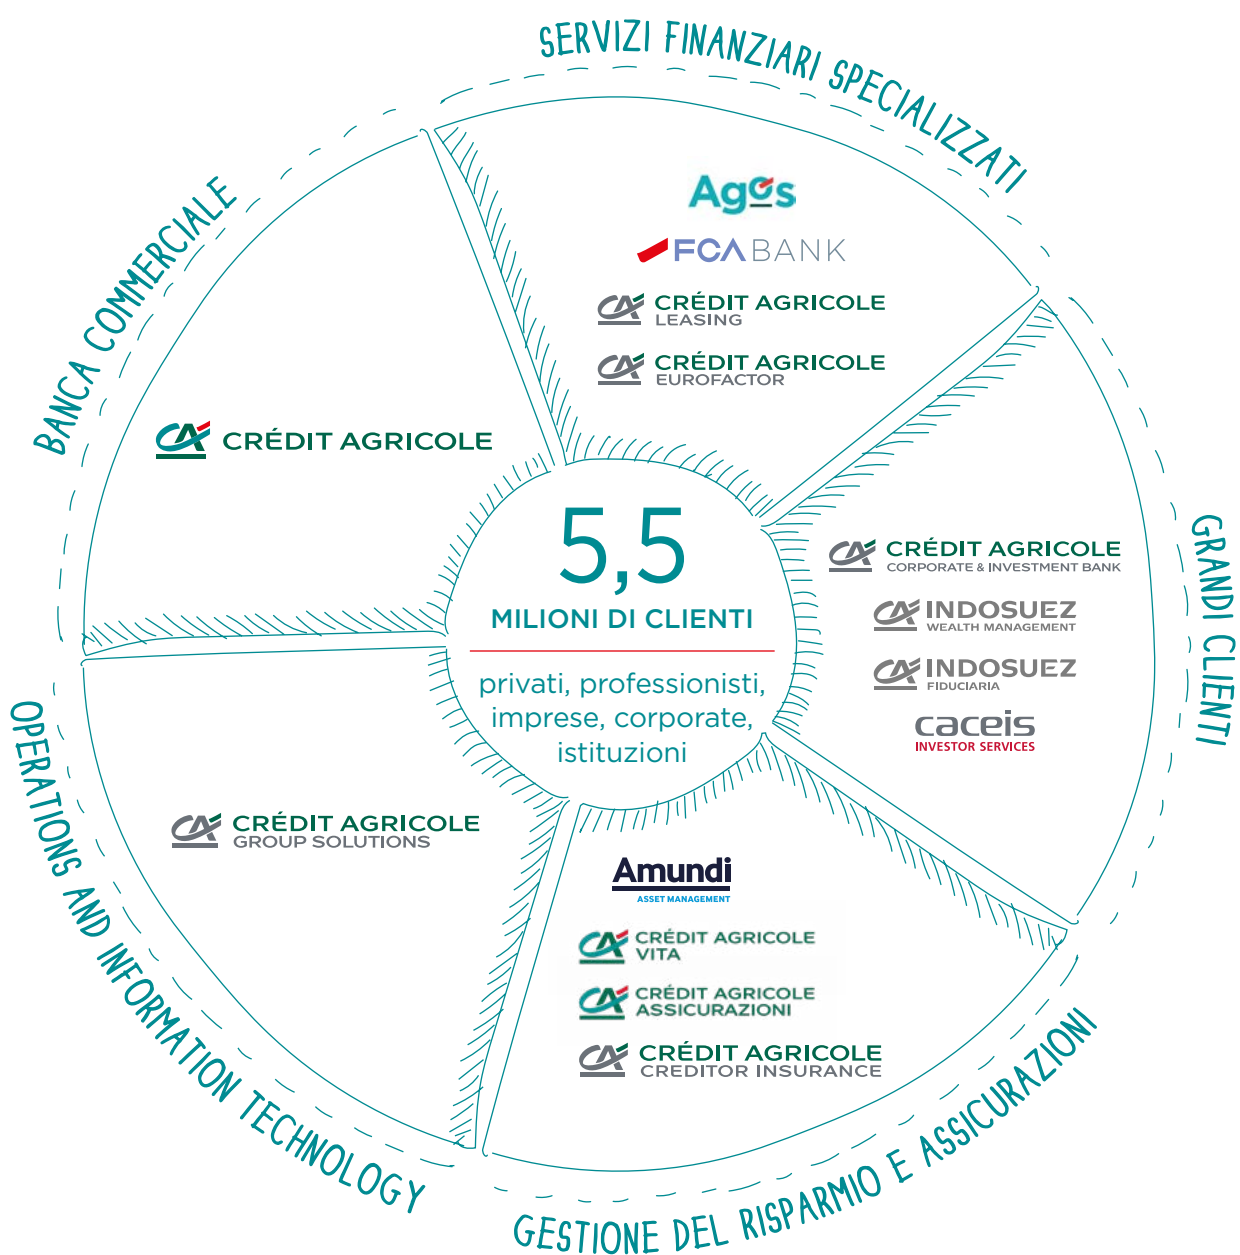 SERVIZI FINANZIARI SPECIALIZZATI
Agos
FCA BANK
CRÉDIT AGRICOLE
LEASING
CRÉDIT AGRICOLE
EUROFACTOR
BANCA COMMERCIALE
CRÉDIT AGRICOLE
5,5
MILIONI DI CLIENTI
privati, professionisti,
imprese, corporate,
istituzioni
GRANDI CLIENTI
CRÉDIT AGRICOLE
CORPORATE & INVESTMENT BANK
INDOSUEZ
WEALTH MANAGEMENT
INDOSUEZ
FIDUCIARIA
caceis
INVESTOR SERVICES
OPERATIONS AND INFORMATION TECHNOLOGY
CRÉDIT AGRICOLE
GROUP SOLUTIONS
Amundi
ASSET MANAGEMENT
CRÉDIT AGRICOLE
VITA
CRÉDIT AGRICOLE
ASSICURAZIONI
CRÉDIT AGRICOLE
CREDITOR INSURANCE
GESTIONE DEL RISPARMIO E ASSICURAZIONI